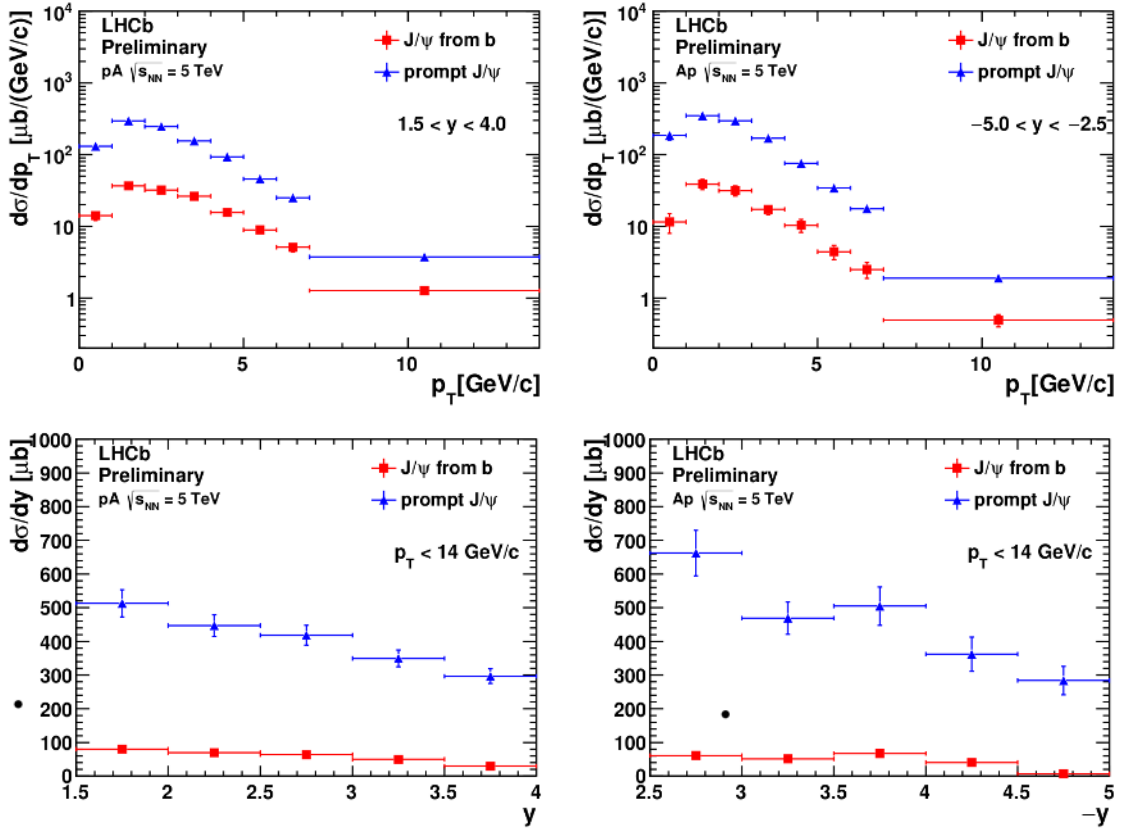 dσ/dp_T [μb/(GeV/c)]
10^4
10^3
10^2
10
1
LHCb
Preliminary
pA √s_NN = 5 TeV
J/ψ from b
prompt J/ψ
1.5 < y < 4.0
0 5 10
p_T[GeV/c]
dσ/dp_T [μb/(GeV/c)]
10^4
10^3
10^2
10
1
LHCb
Preliminary
Ap √s_NN = 5 TeV
J/ψ from b
prompt J/ψ
−5.0 < y < −2.5
0 5 10
p_T[GeV/c]
dσ/dy [μb]
1000
900
800
700
600
500
400
300
200
100
0
LHCb
Preliminary
pA √s_NN = 5 TeV
J/ψ from b
prompt J/ψ
p_T < 14 GeV/c
1.5 2 2.5 3 3.5 4
y
dσ/dy [μb]
1000
900
800
700
600
500
400
300
200
100
0
LHCb
Preliminary
Ap √s_NN = 5 TeV
J/ψ from b
prompt J/ψ
p_T < 14 GeV/c
2.5 3 3.5 4 4.5 5
−y